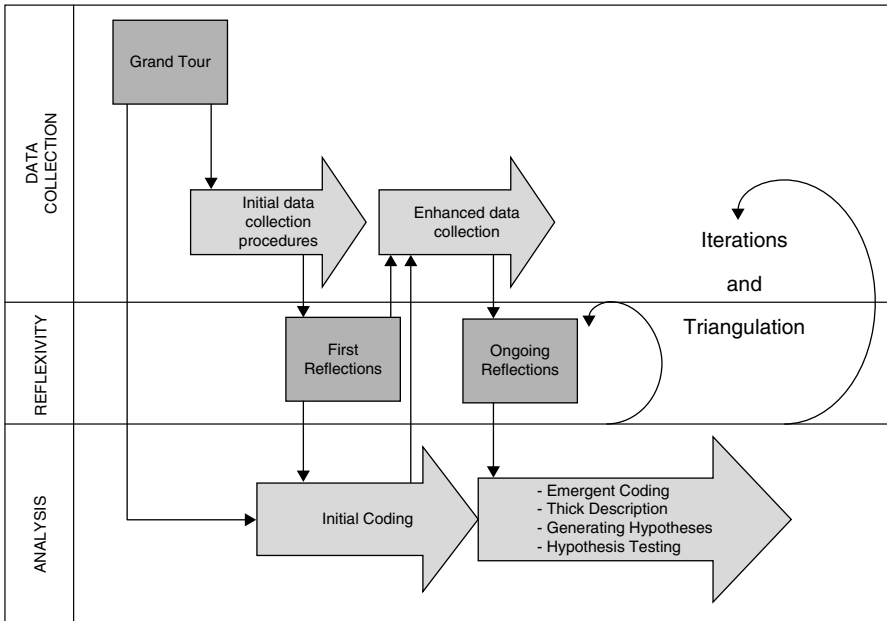 DATA
COLLECTION
Grand Tour
Initial data
collection
procedures
Enhanced data
collection
Iterations
and
Triangulation
REFLEXIVITY
First
Reflections
Ongoing
Reflections
ANALYSIS
Initial Coding
- Emergent Coding
- Thick Description
- Generating Hypotheses
- Hypothesis Testing